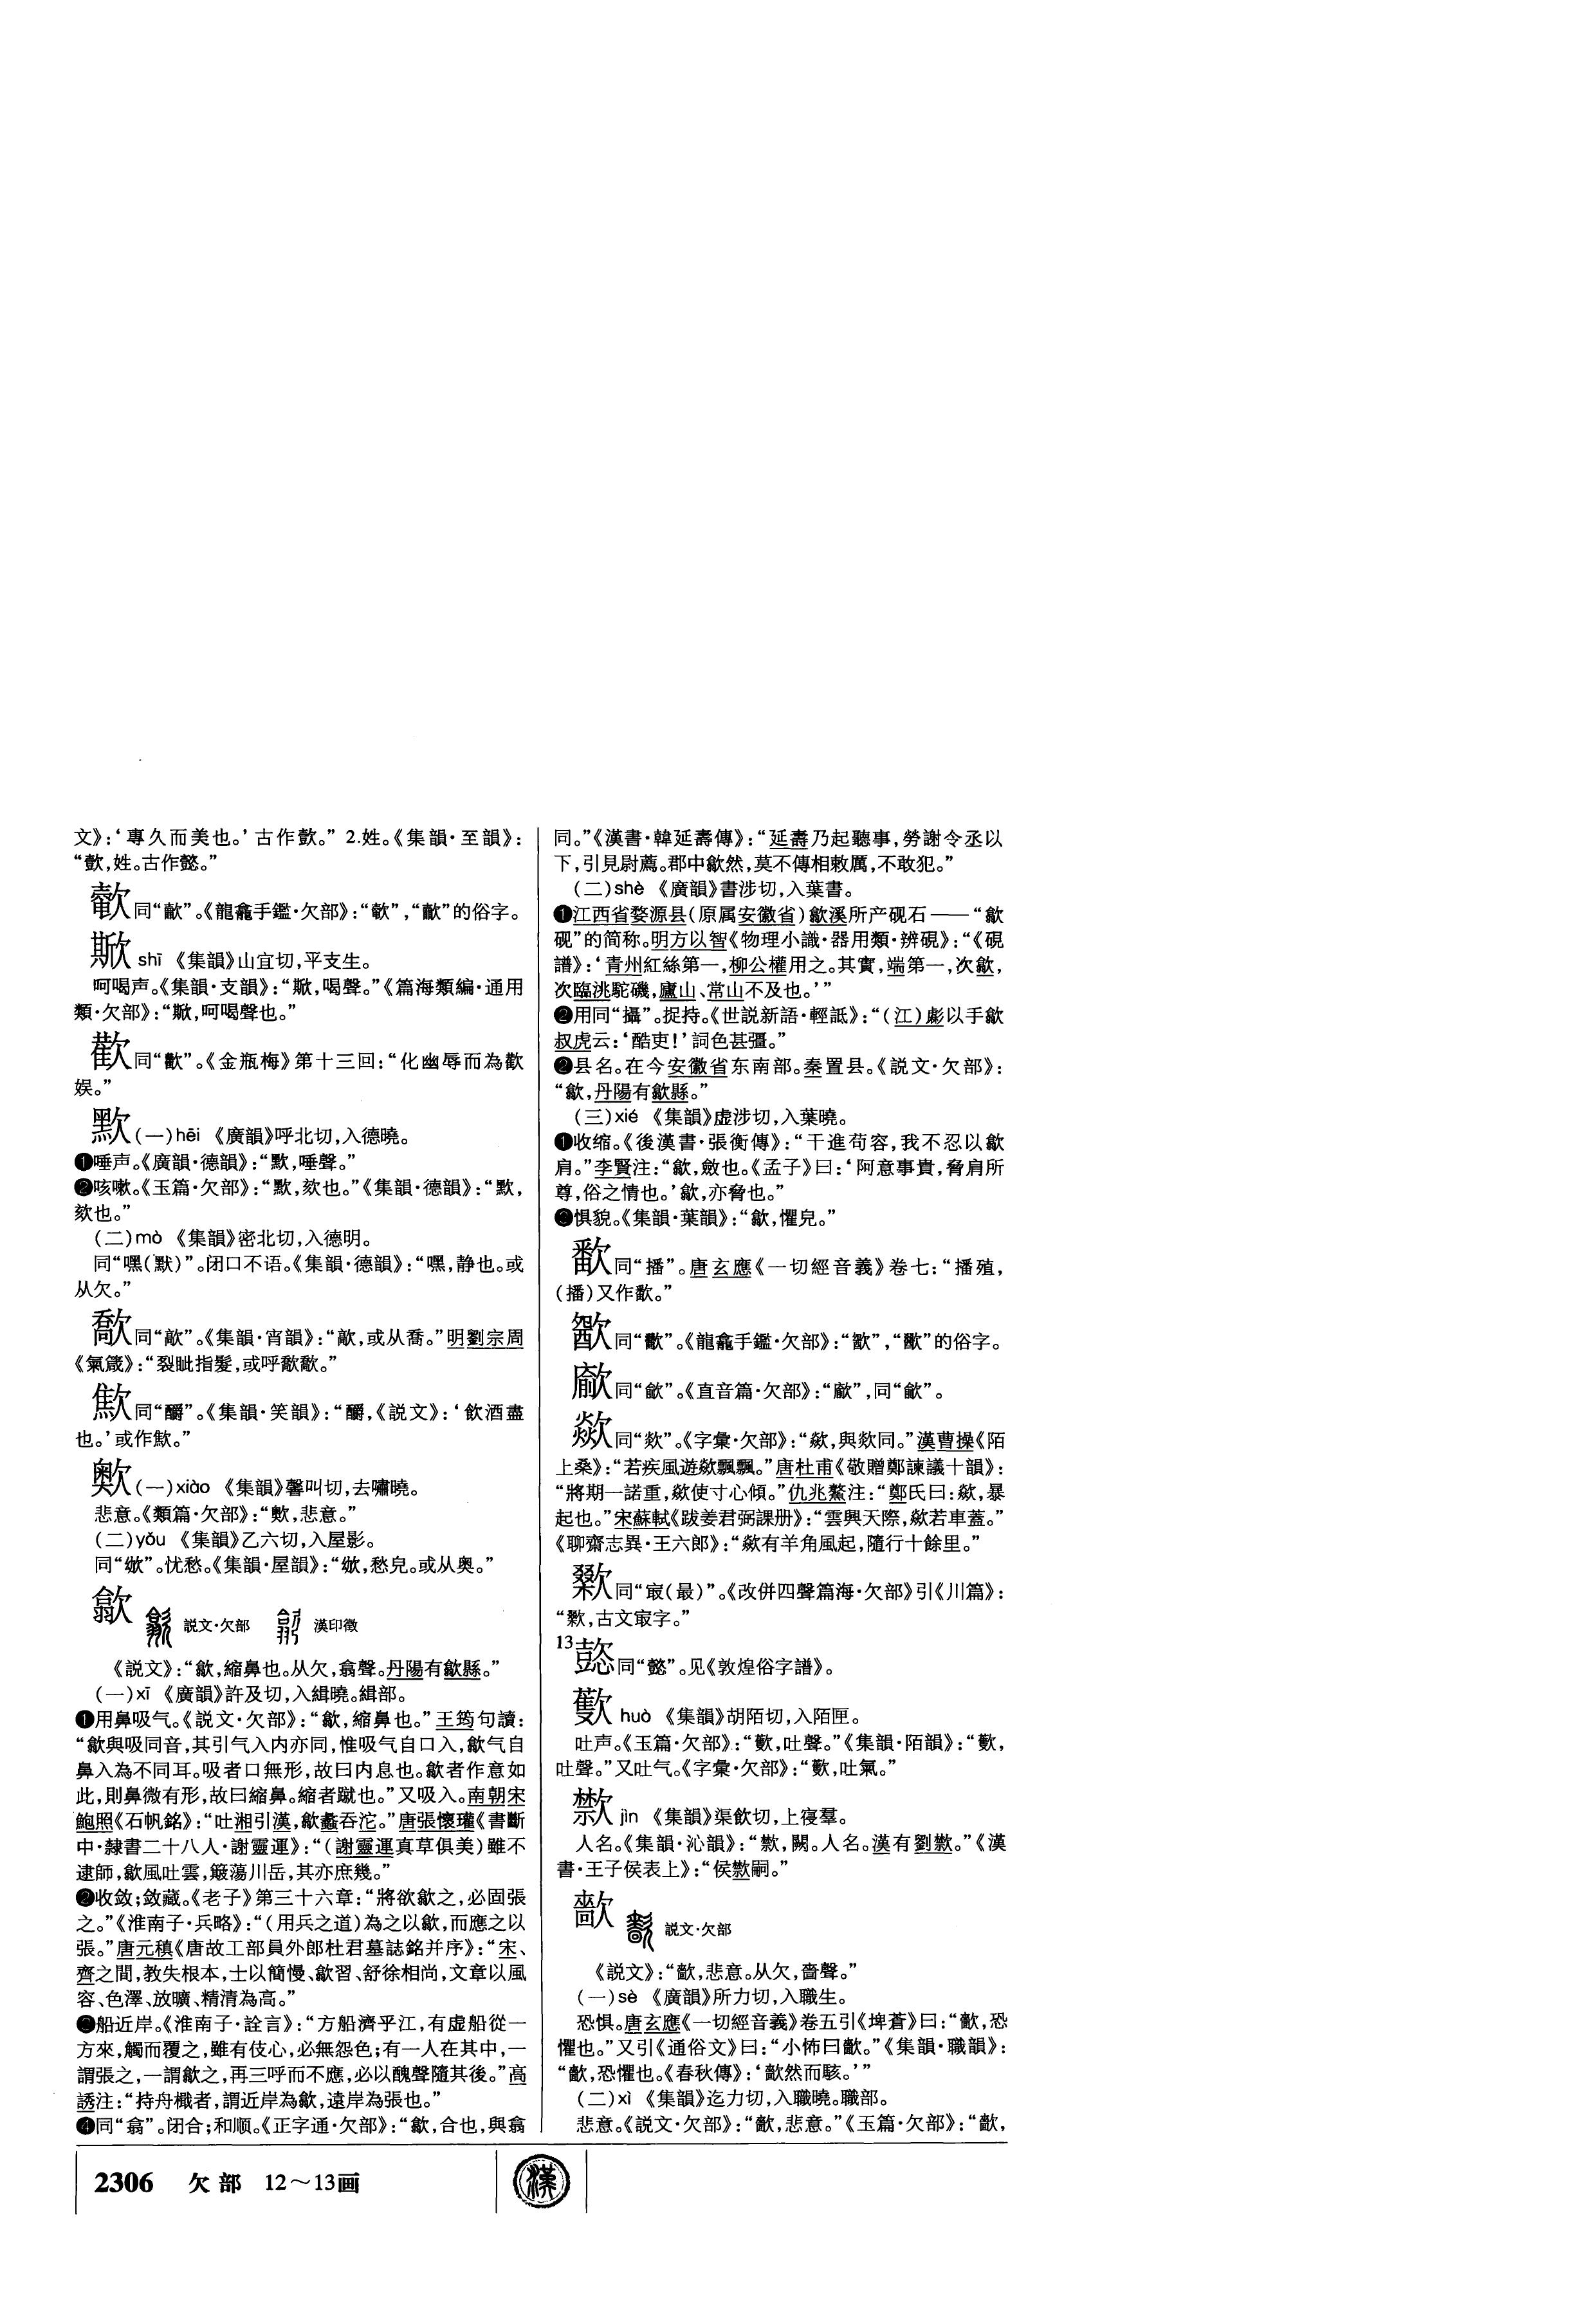 文》：‘專久而美也。’古作歖。” 2.姓。《集韻·至韻》：
“歖，姓。古作懿。”
同“歗”。《龍龕手鑑·欠部》：“㰆”，“歗”的俗字。
shī 《集韻》山宜切，平支生。
呵喝声。《集韻·支韻》：“㰄，喝聲。”《篇海類編·通用
類·欠部》：“㰄，呵喝聲也。”
歡 同“歡”。《金瓶梅》第十三回：“化幽辱而為歡
娱。”
㱄 (一)hēi 《廣韻》呼北切，入德曉。
❶唾声。《廣韻·德韻》：“㱄，唾聲。”
❷咳嗽。《玉篇·欠部》：“㱄，欬也。”《集韻·德韻》：“㱄，
欬也。”
(二)mò 《集韻》密北切，入德明。
同“嘿(默)”。闭口不语。《集韻·德韻》：“嘿，静也。或
从欠。”
歊 同“歊”。《集韻·宵韻》：“歊，或从喬。”明劉宗周
《氣箴》：“裂眦指髮，或呼。”
同“釂”。《集韻·笑韻》：“釂，《説文》：‘飲酒盡
也。’或作。”
(一)xiào 《集韻》馨叫切，去嘯曉。
悲意。《類篇·欠部》：“，悲意。”
(二)yǒu 《集韻》乙六切，入屋影。
同“”。忧愁。《集韻·屋韻》：“，愁皃。或从奥。”
歙 説文·欠部 漢印徵
《説文》：“歙，縮鼻也。从欠，翕聲。丹陽有歙縣。”
(一)xī 《廣韻》許及切，入緝曉。緝部。
❶用鼻吸气。《説文·欠部》：“歙，縮鼻也。”王筠句讀：
“歙與吸同音，其引气入内亦同，惟吸气自口入，歙气自
鼻入為不同耳。吸者口無形，故曰内息也。歙者作意如
此，則鼻微有形，故曰縮鼻。縮者蹴也。”又吸入。南朝宋
鮑照《石帆銘》：“吐湘引漢，歙蠡吞沱。”唐張懷瓘《書斷
中·隸書二十八人·謝靈運》：“(謝靈運真草俱美)雖不
逮師，歙風吐雲，簸蕩川岳，其亦庶幾。”
❷收敛；敛藏。《老子》第三十六章：“將欲歙之，必固張
之。”《淮南子·兵略》：“(用兵之道)為之以歙，而應之以
張。”唐元稹《唐故工部員外郎杜君墓誌銘并序》：“宋、
齊之間，教失根本，士以簡慢、歙習、舒徐相尚，文章以風
容、色澤、放曠、精清為高。”
❸船近岸。《淮南子·詮言》：“方船濟乎江，有虚船從一
方來，觸而覆之，雖有伎心，必無怨色；有一人在其中，一
謂張之，一謂歙之，再三呼而不應，必以醜聲隨其後。”高
誘注：“持舟檝者，謂近岸為歙，遠岸為張也。”
❹同“翕”。闭合；和顺。《正字通·欠部》：“歙，合也，與翕
同。”《漢書·韓延壽傳》：“延壽乃起聽事，勞謝令丞以
下，引見尉薦。郡中歙然，莫不傳相敕厲，不敢犯。”
(二)shè 《廣韻》書涉切，入葉書。
❶江西省婺源县(原属安徽省)歙溪所产砚石——“歙
砚”的简称。明方以智《物理小識·器用類·辨硯》：“《硯
譜》：‘青州紅絲第一，柳公權用之。其實，端第一，次歙，
次臨洮駝磯，廬山、常山不及也。’”
❷用同“攝”。捉持。《世説新語·輕詆》：“(江)虨以手歙
叔虎云：‘酷吏！’詞色甚彊。”
❷县名。在今安徽省东南部。秦置县。《説文·欠部》：
“歙，丹陽有歙縣。”
(三)xié 《集韻》虚涉切，入葉曉。
❶收缩。《後漢書·張衡傳》：“干進苟容，我不忍以歙
肩。”李賢注：“歙，斂也。《孟子》曰：‘阿意事貴，脅肩所
尊，俗之情也。’歙，亦脅也。”
❸惧貌。《集韻·葉韻》：“歙，懼皃。”
同“播”。唐玄應《一切經音義》卷七：“播殖，
(播)又作。”
同“”。《龍龕手鑑·欠部》：“”，“”的俗字。
同“歛”。《直音篇·欠部》：“”，同“歛”。
歘 同“欻”。《字彙·欠部》：“歘，與欻同。”漢曹操《陌
上桑》：“若疾風遊歘飄飄。”唐杜甫《敬贈鄭諫議十韻》：
“將期一諾重，歘使寸心傾。”仇兆鰲注：“鄭氏曰：歘，暴
起也。”宋蘇軾《跋姜君弼課册》：“雲興天際，歘若車蓋。”
《聊齋志異·王六郎》：“歘有羊角風起，隨行十餘里。”
同“冣(最)”。《改併四聲篇海·欠部》引《川篇》：
“，古文冣字。”
13 同“懿”。见《敦煌俗字譜》。
huò 《集韻》胡陌切，入陌匣。
吐声。《玉篇·欠部》：“，吐聲。”《集韻·陌韻》：“，
吐聲。”又吐气。《字彙·欠部》：“，吐氣。”
jìn 《集韻》渠飲切，上寑羣。
人名。《集韻·沁韻》：“，闕。人名。漢有劉。”《漢
書·王子侯表上》：“侯嗣。”
歔 説文·欠部
《説文》：“歗，悲意。从欠，嗇聲。”
(一)sè 《廣韻》所力切，入職生。
恐惧。唐玄應《一切經音義》卷五引《埤蒼》曰：“歗，恐
懼也。”又引《通俗文》曰：“小怖曰歗。”《集韻·職韻》：
“歗，恐懼也。《春秋傳》：‘歗然而駭。’”
(二)xì 《集韻》迄力切，入職曉。職部。
悲意。《説文·欠部》：“歗，悲意。”《玉篇·欠部》：“歗，
2306 欠部 12～13画
漢